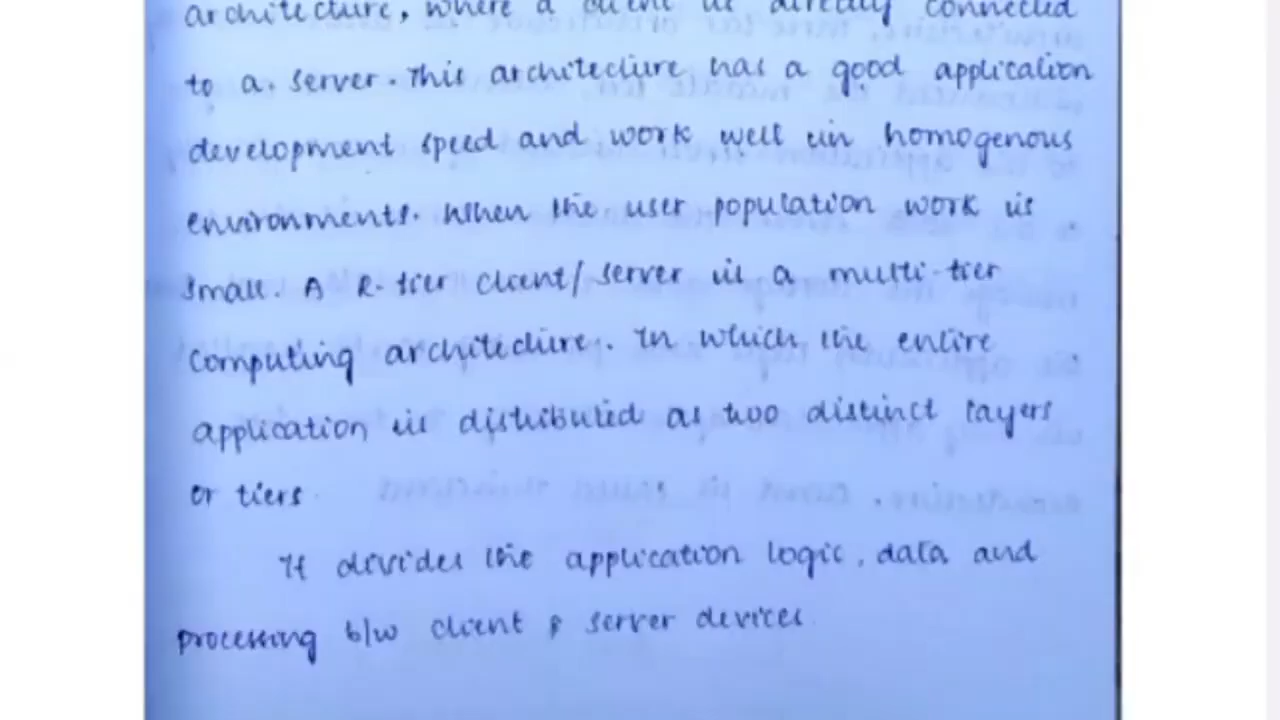 architecture, where a client is directly connected
to a. server. This architecture has a good application
development speed and work well in homogenous
environments. When the user population work is
small. A 2-tier client/server is a multi-tier
computing architecture. In which the entire
application is distributed as two distinct layers
or tiers.
It divides the application logic, data and
processing b/w client & server devices.